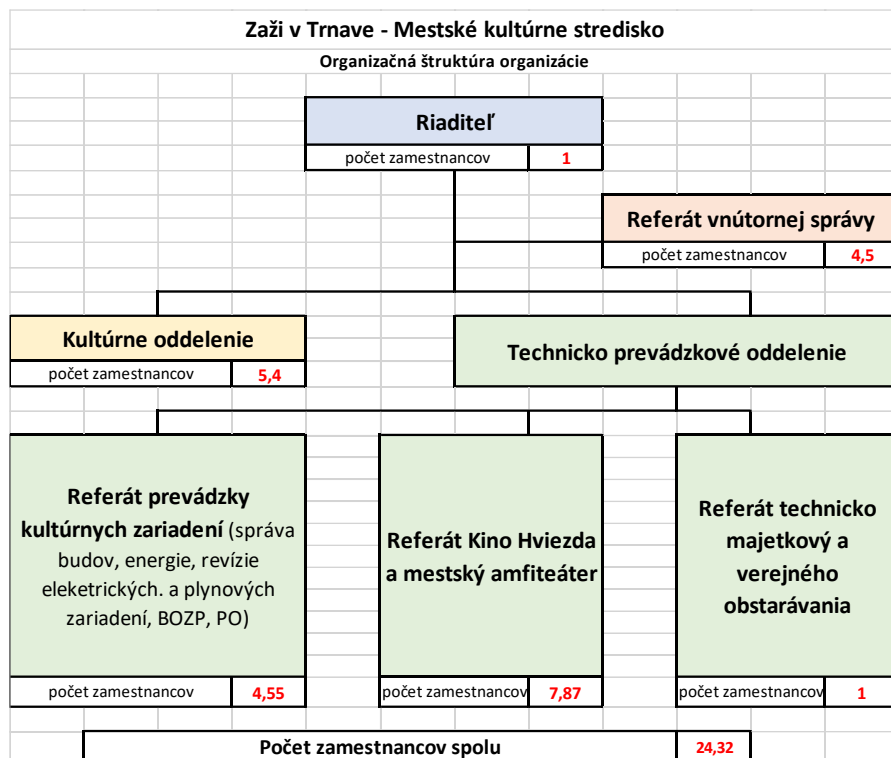 Zaži v Trnave - Mestské kultúrne stredisko
Organizačná štruktúra organizácie
Riaditeľ
počet zamestnancov 1
Referát vnútornej správy
počet zamestnancov 4,5
Kultúrne oddelenie
počet zamestnancov 5,4
Technicko prevádzkové oddelenie
Referát prevádzky
kultúrnych zariadení (správa
budov, energie, revízie
eleketrických. a plynových
zariadení, BOZP, PO)
počet zamestnancov 4,55
Referát Kino Hviezda
a mestský amfiteáter
počet zamestnancov 7,87
Referát technicko
majetkový a
verejného
obstarávania
počet zamestnancov 1
Počet zamestnancov spolu 24,32